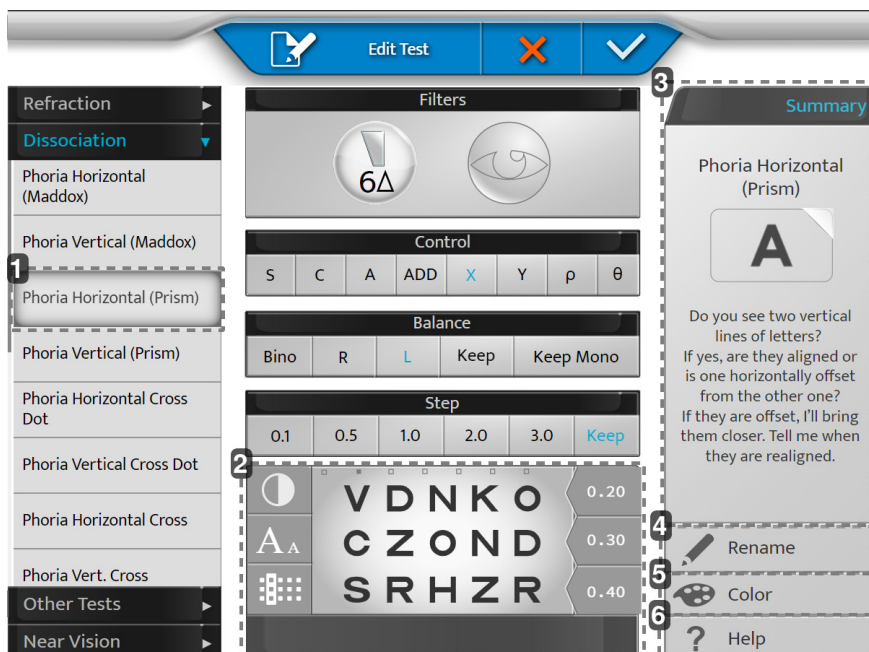 Edit Test
3
Refraction
Dissociation
Phoria Horizontal
(Maddox)
Phoria Vertical (Maddox)
1
Phoria Horizontal (Prism)
Phoria Vertical (Prism)
Phoria Horizontal Cross
Dot
Phoria Vertical Cross Dot
Phoria Horizontal Cross
Phoria Vert. Cross
Other Tests
Near Vision
Filters
6Δ
Control
S C A ADD X Y ρ θ
Balance
Bino R L Keep Keep Mono
Step
0.1 0.5 1.0 2.0 3.0 Keep
2
V D N K O 0.20
A A C Z O N D 0.30
S R H Z R 0.40
Summary
Phoria Horizontal
(Prism)
A
Do you see two vertical
lines of letters?
If yes, are they aligned or
is one horizontally offset
from the other one?
If they are offset, I'll bring
them closer. Tell me when
they are realigned.
4
Rename
5
Color
6
? Help